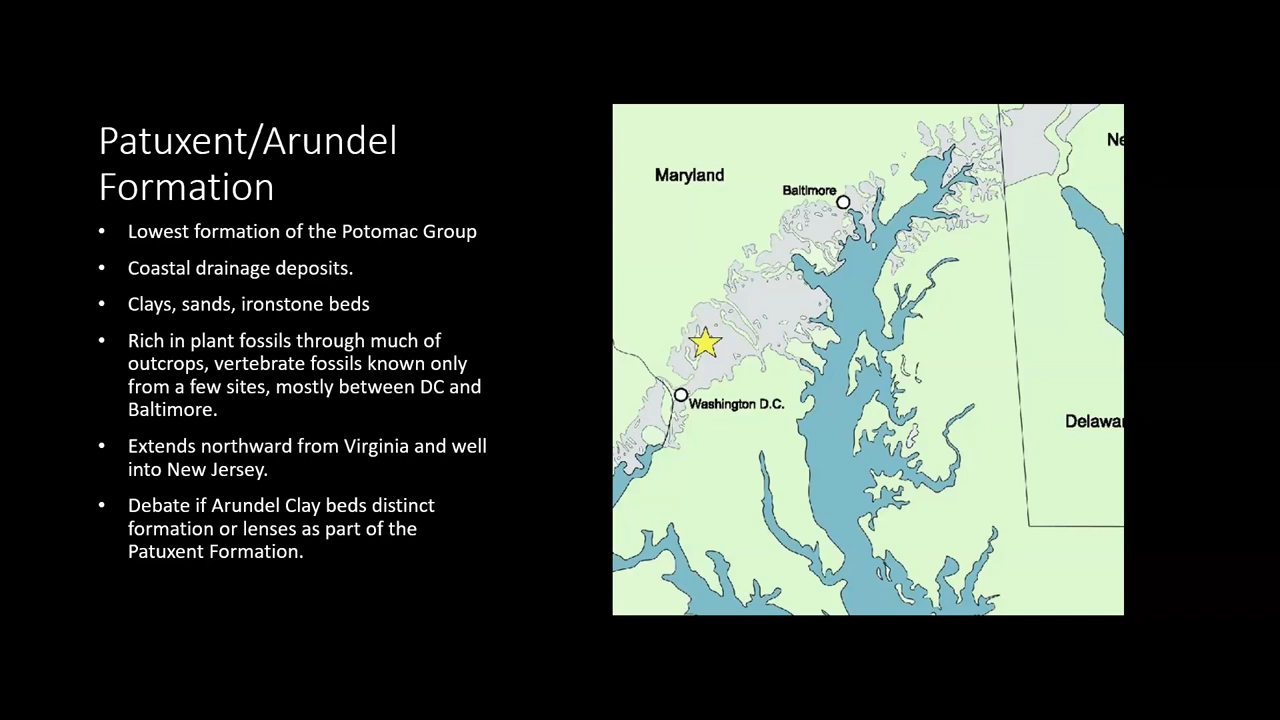 Patuxent/Arundel
Formation
• Lowest formation of the Potomac Group
• Coastal drainage deposits.
• Clays, sands, ironstone beds
• Rich in plant fossils through much of
outcrops, vertebrate fossils known only
from a few sites, mostly between DC and
Baltimore.
• Extends northward from Virginia and well
into New Jersey.
• Debate if Arundel Clay beds distinct
formation or lenses as part of the
Patuxent Formation.
Ne
Maryland
Baltimore
Washington D.C.
Delawar